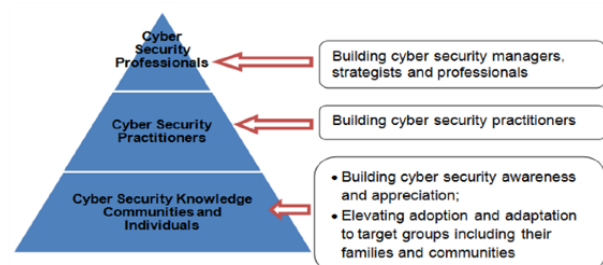 Cyber
Security
Professionals
Building cyber security managers,
strategists and professionals
Cyber Security
Practitioners
Building cyber security practitioners
Cyber Security Knowledge
Communities and
Individuals
• Building cyber security awareness
and appreciation;
• Elevating adoption and adaptation
to target groups including their
families and communities